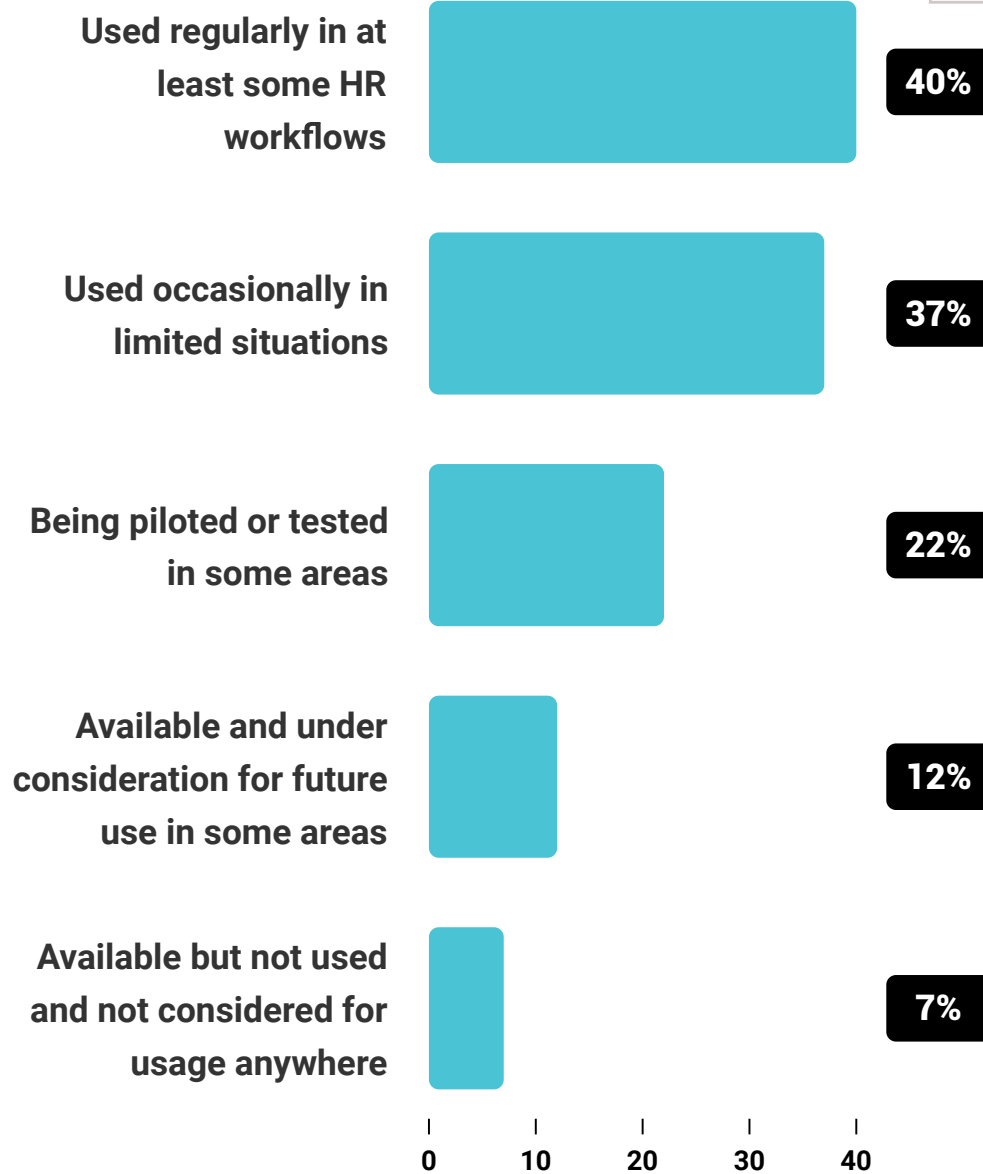 Used regularly in at
least some HR
workflows
40%
Used occasionally in
limited situations
37%
Being piloted or tested
in some areas
22%
Available and under
consideration for future
use in some areas
12%
Available but not used
and not considered for
usage anywhere
7%
0 10 20 30 40